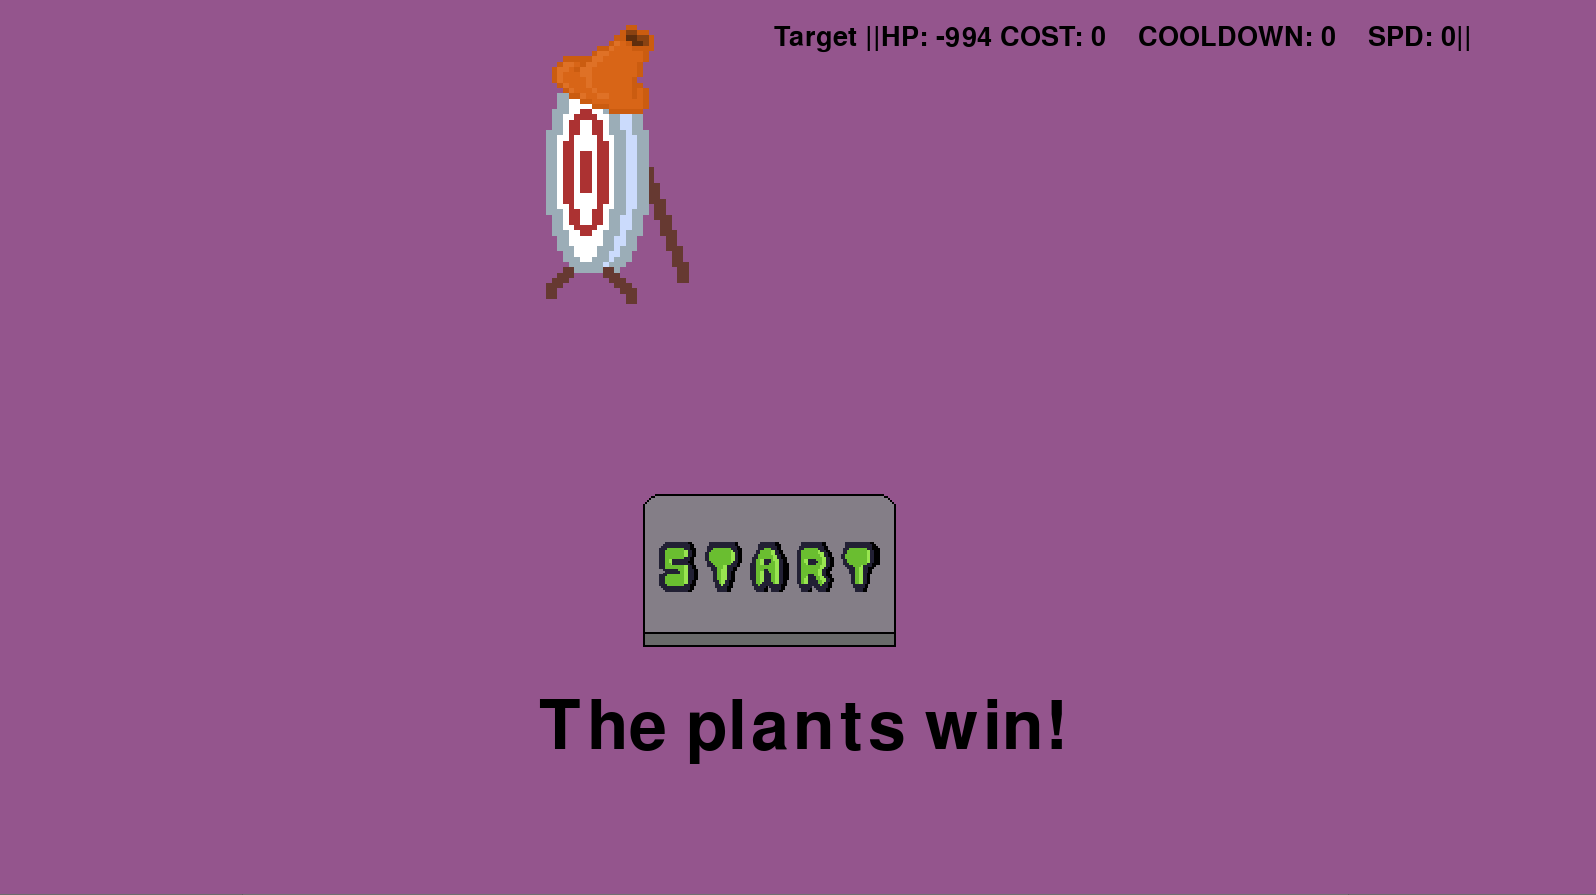 Target ||HP: -994 COST: 0 COOLDOWN: 0 SPD: 0||
START
The plants win!